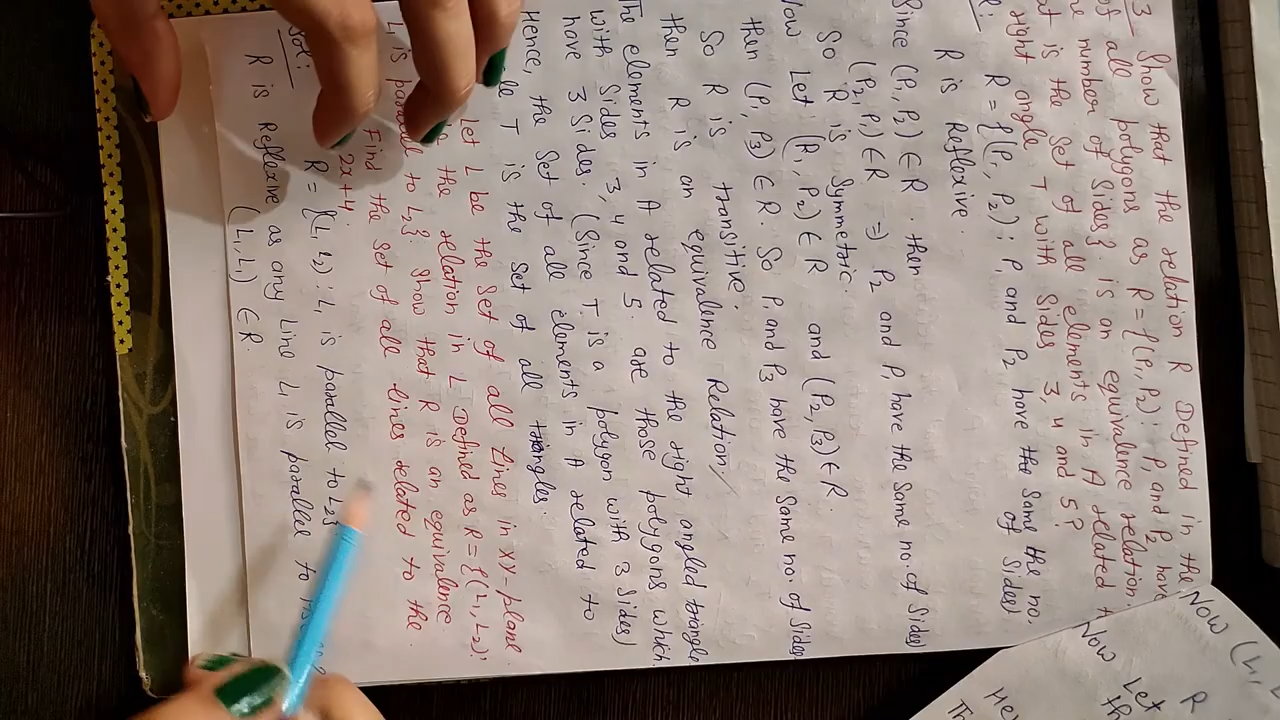 3 Show that the relation R Defined in the
of all polygons as R = {(P₁, P₂): P₁ and P₂ have
number of Sides} is an equivalence relation.
at is the Set of all elements in A related t
right angle T with Sides 3, 4 and 5?
R = {(P₁, P₂): P₁ and P₂ have the same the no.
of Sides}
R is Reflexive.
Since (P₁, P₂) ∈ R. then P₂ and P₁ have the same no. of Sides)
(P₂, P₁) ∈ R =)
So R is Symmetric.
Now Let (P₁, P₂) ∈ R and (P₂, P₃) ∈ R.
then (P₁, P₃) ∈ R. So P₁ and P₃ have the Same no. of Sides
So R is transitive.
then R is an equivalence Relation//
The elements in A related to the right angled triangle
with Sides 3, 4 and 5 are those polygons which
have 3 Sides. (Since T is a polygon with 3 Sides)
Hence, the Set of all elements in A related to
T is the Set of all triangles.
Let L be the Set of all Lines in XY-plane
the relation in L Defined as R = {(L₁, L₂):
L₁ is parallel to L₂}. Show that R is an equivalence
Find the set of all lines related to the
2x+4.
Sol: R = {(L₁, L₂): L₁ is parallel to L₂}
R is Reflexive as any line L₁ is parallel to
(L₁, L₁) ∈ R.
Now (L₁, L
R
Now Let
th
Hen
Th